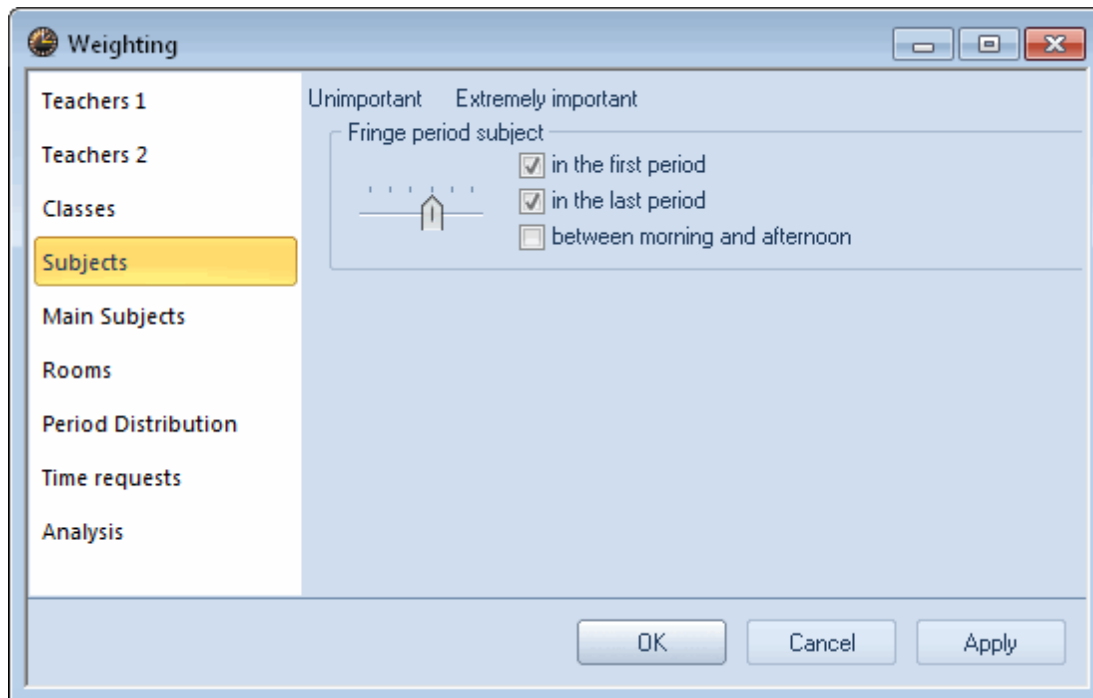 Weighting
Teachers 1
Teachers 2
Classes
Subjects
Main Subjects
Rooms
Period Distribution
Time requests
Analysis
Unimportant Extremely important
Fringe period subject
in the first period
in the last period
between morning and afternoon
OK Cancel Apply